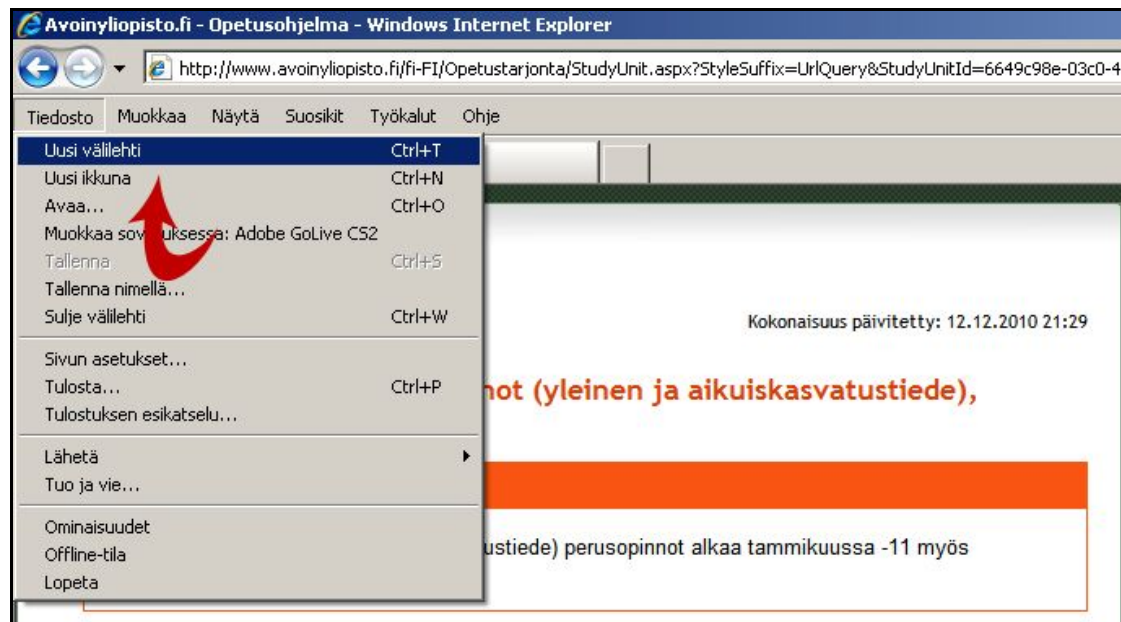 Avoinyliopisto.fi - Opetusohjelma - Windows Internet Explorer
http://www.avoinyliopisto.fi/fi-FI/Opetustarjonta/StudyUnit.aspx?StyleSuffix=UrlQuery&StudyUnitId=6649c98e-03c0-4
Tiedosto Muokkaa Näytä Suosikit Työkalut Ohje
Uusi välilehti Ctrl+T
Uusi ikkuna Ctrl+N
Avaa... Ctrl+O
Muokkaa Adobe GoLive CS2
Tallenna Ctrl+S
Tallenna nimellä...
Sulje välilehti Ctrl+W
Kokonaisuus päivitetty: 12.12.2010 21:29
Sivun asetukset...
Tulosta... Ctrl+P
not (yleinen ja aikuiskasvatustiede),
Tulostuksen esikatselu...
Lähetä
Tuo ja vie...
Ominaisuudet
ustiede) perusopinnot alkaa tammikuussa -11 myös
Offline-tila
Lopeta